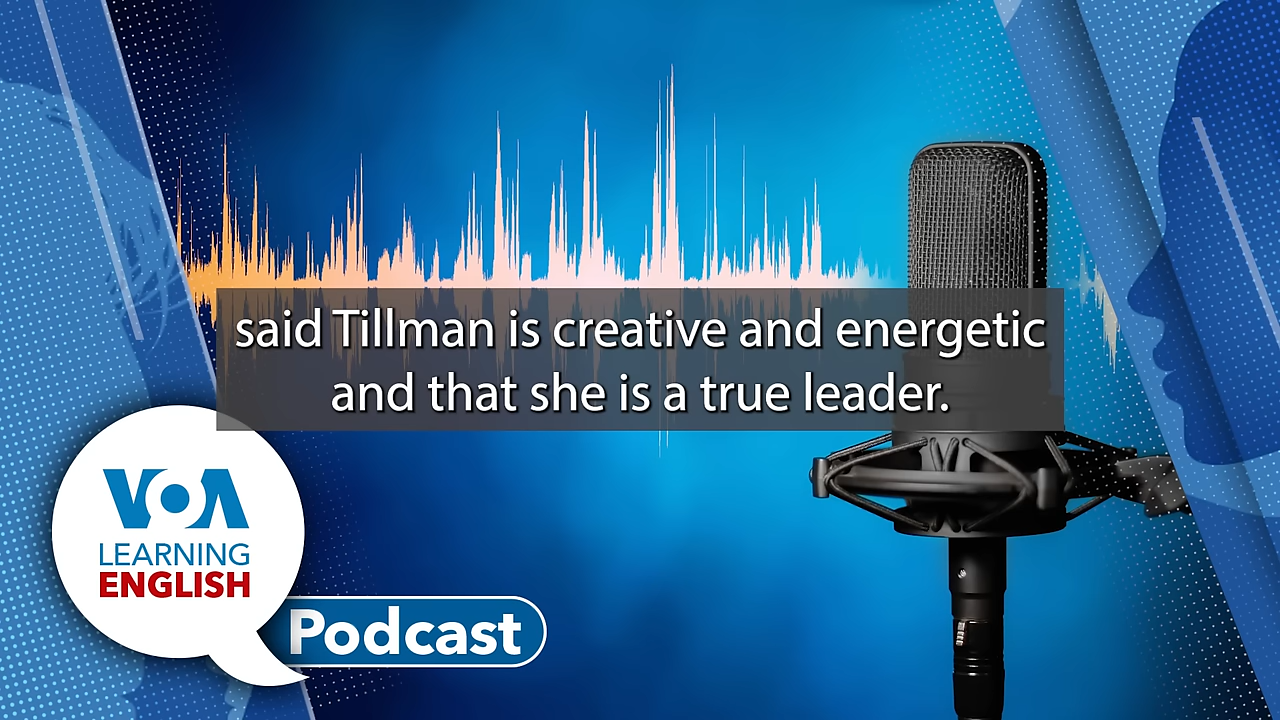 said Tillman is creative and energetic
and that she is a true leader.
VOA
LEARNING
ENGLISH
Podcast